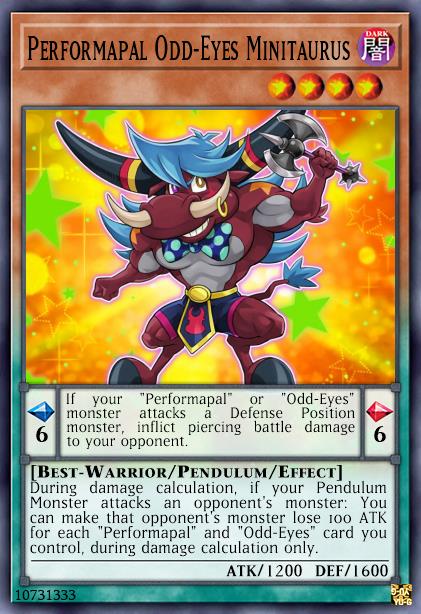 PERFORMAPAL ODD-EYES MINITAURUS
DARK
闇
If your "Performapal" or "Odd-Eyes"
monster attacks a Defense Position
monster, inflict piercing battle damage
to your opponent.
6
6
[BEST-WARRIOR/PENDULUM/EFFECT]
During damage calculation, if your Pendulum
Monster attacks an opponent's monster: You
can make that opponent's monster lose 100 ATK
for each "Performapal" and "Odd-Eyes" card you
control, during damage calculation only.
ATK/1200 DEF/1600
10731333